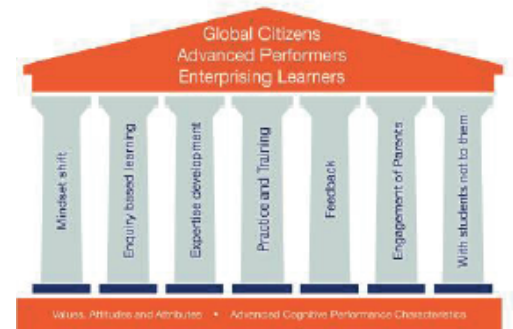 Global Citizens
Advanced Performers
Enterprising Learners
Mindset shift
Enquiry based learning
Expertise development
Practice and Training
Feedback
Engagement of Parents
With students not to them
Values, Attitudes and Attributes • Advanced Cognitive Performance Characteristics